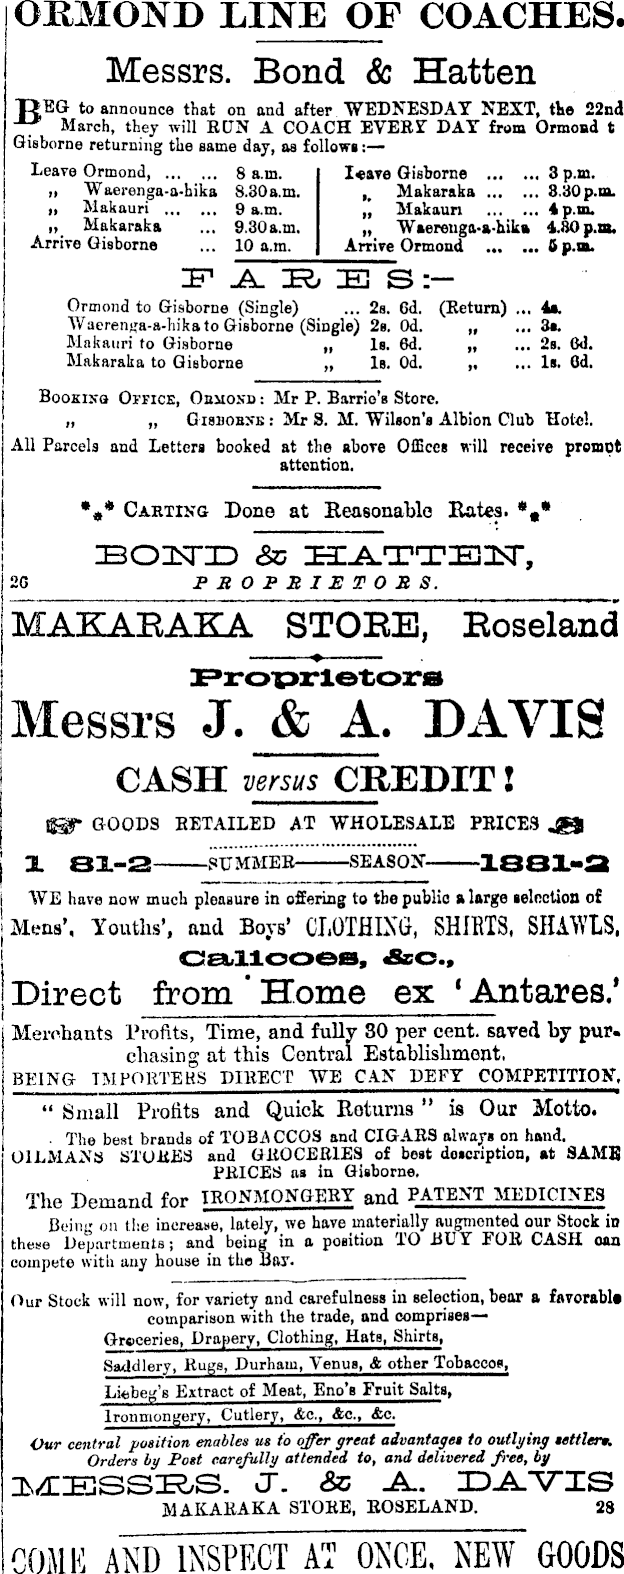 ORMOND LINE OF COACHES.
Messrs. Bond & Hatten
BEG to announce that on and after WEDNESDAY NEXT, the 22nd
March, they will RUN A COACH EVERY DAY from Ormond t
Gisborne returning the same day, as follows:—
Leave Ormond, ... ... 8 a.m.
„ Waerenga-a-hika 8.30a.m.
„ Makauri ... ... 9 a.m.
„ Makaraka ... 9.30a.m.
Arrive Gisborne ... 10 a.m.
Leave Gisborne ... ... 3 p.m.
„ Makaraka ... ... 3.30p.m.
„ Makauri ... ... 4 p.m.
„ Waerenga-a-hika 4.30 p.m.
Arrive Ormond ... ... 5 p.m.
FARES:—
Ormond to Gisborne (Single) ... 2s. 6d. (Return) ... 4s.
Waerenga-a-hika to Gisborne (Single) 2s. 0d. „ ... 3s.
Makauri to Gisborne „ 1s. 6d. „ ... 2s. 6d.
Makaraka to Gisborne „ 1s. 0d. „ ... 1s. 6d.
BOOKING OFFICE, ORMOND: Mr P. Barrie's Store.
„ „ GISBORNE: Mr S. M. Wilson's Albion Club Hotel.
All Parcels and Letters booked at the above Offices will receive prompt
attention.
*** CARTING Done at Reasonable Rates. ***
BOND & HATTEN,
26 PROPRIETORS.
MAKARAKA STORE, Roseland
Proprietors
Messrs J. & A. DAVIS
CASH versus CREDIT!
GOODS RETAILED AT WHOLESALE PRICES
1 81-2——SUMMER——SEASON——1881-2
WE have now much pleasure in offering to the public a large selection of
Mens', Youths', and Boys' CLOTHING, SHIRTS, SHAWLS,
Calicoes, &c.,
Direct from Home ex 'Antares.'
Merchants Profits, Time, and fully 30 per cent. saved by pur-
chasing at this Central Establishment,
BEING IMPORTERS DIRECT WE CAN DEFY COMPETITION,
"Small Profits and Quick Returns" is Our Motto.
The best brands of TOBACCOS and CIGARS always on hand.
OILMANS STORES and GROCERIES of best description, at SAME
PRICES as in Gisborne.
The Demand for IRONMONGERY and PATENT MEDICINES
Being on the increase, lately, we have materially augmented our Stock in
these Departments; and being in a position TO BUY FOR CASH can
compete with any house in the Bay.
Our Stock will now, for variety and carefulness in selection, bear a favorable
comparison with the trade, and comprises—
Groceries, Drapery, Clothing, Hats, Shirts,
Saddlery, Rugs, Durham, Venus, & other Tobaccos,
Liebeg's Extract of Meat, Eno's Fruit Salts,
Ironmongery, Cutlery, &c., &c., &c.
Our central position enables us to offer great advantages to outlying settlers.
Orders by Post carefully attended to, and delivered free, by
MESSRS. J. & A. DAVIS
MAKARAKA STORE, ROSELAND. 28
COME AND INSPECT AT ONCE, NEW GOODS